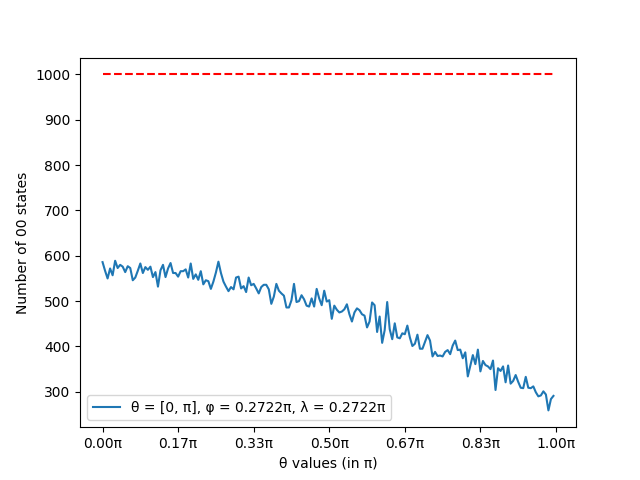 1000
900
800
700
600
500
400
300
Number of 00 states
θ = [0, π], φ = 0.2722π, λ = 0.2722π
0.00π 0.17π 0.33π 0.50π 0.67π 0.83π 1.00π
θ values (in π)